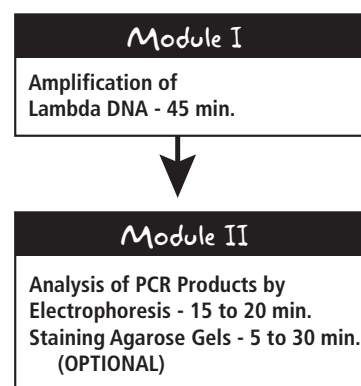 Module I
Amplification of
Lambda DNA - 45 min.
Module II
Analysis of PCR Products by
Electrophoresis - 15 to 20 min.
Staining Agarose Gels - 5 to 30 min.
(OPTIONAL)